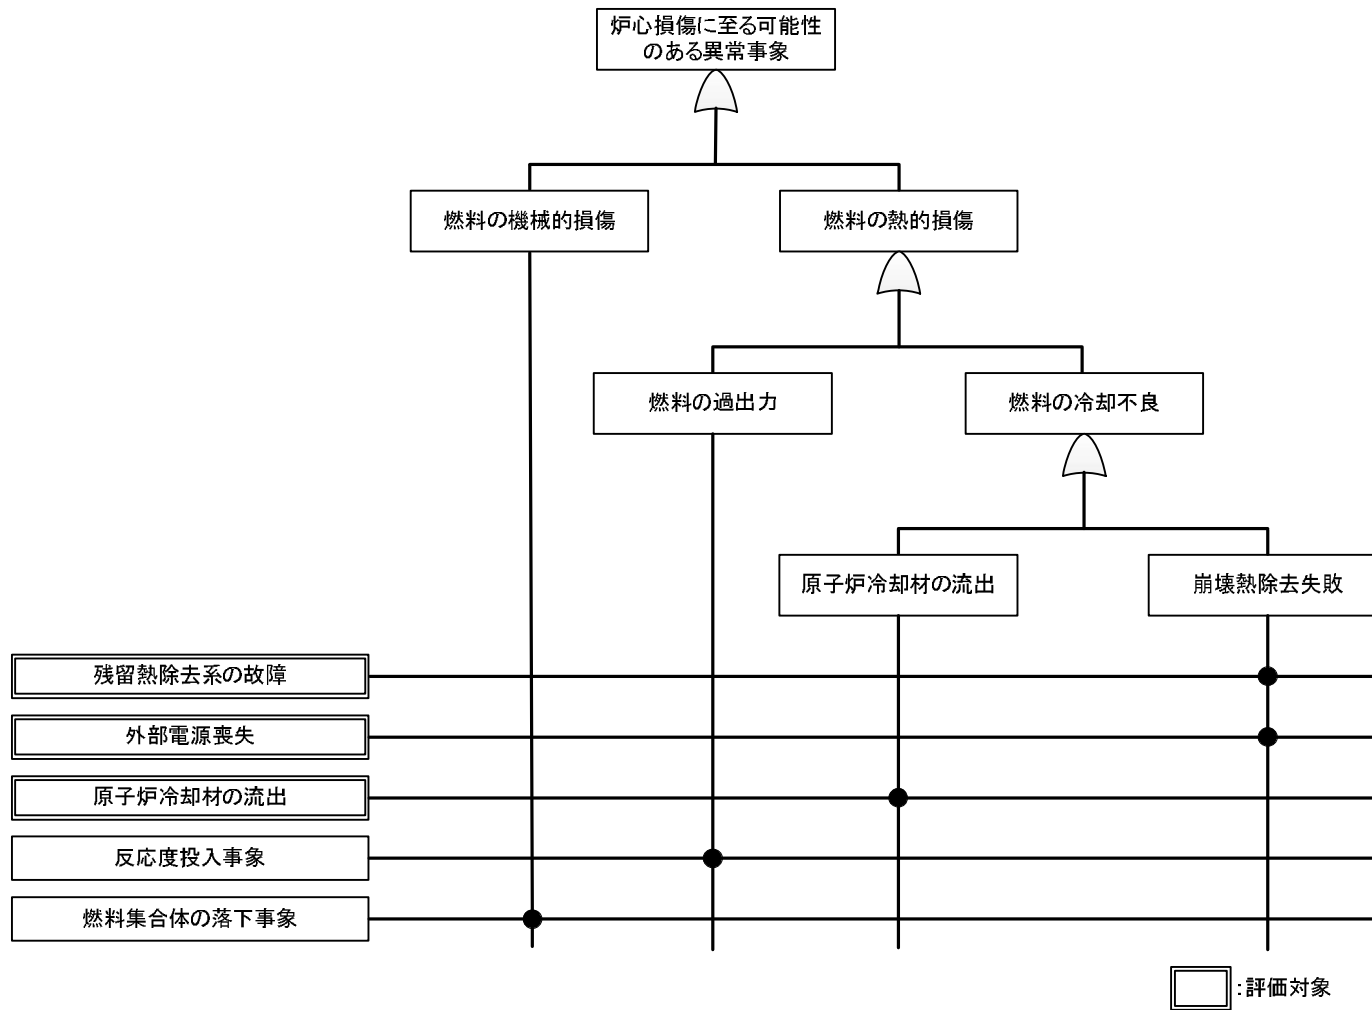 炉心損傷に至る可能性
のある異常事象
燃料の機械的損傷
燃料の熱的損傷
燃料の過出力
燃料の冷却不良
原子炉冷却材の流出
崩壊熱除去失敗
残留熱除去系の故障
外部電源喪失
原子炉冷却材の流出
反応度投入事象
燃料集合体の落下事象
:評価対象